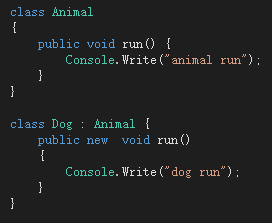 class Animal
{
    public void run() {
        Console.Write("animal run");
    }
}

class Dog : Animal {
    public new  void run()
    {
        Console.Write("dog run");
    }
}